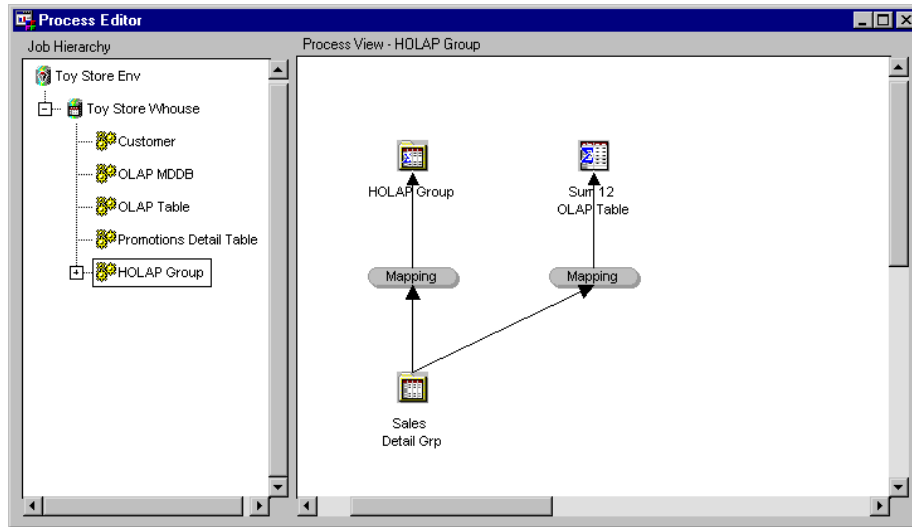 Process Editor
Job Hierarchy
Process View - HOLAP Group
Toy Store Env
Toy Store Whouse
Customer
OLAP MDDB
OLAP Table
Promotions Detail Table
HOLAP Group
HOLAP Group
Sum 12
OLAP Table
Mapping
Mapping
Sales
Detail Grp